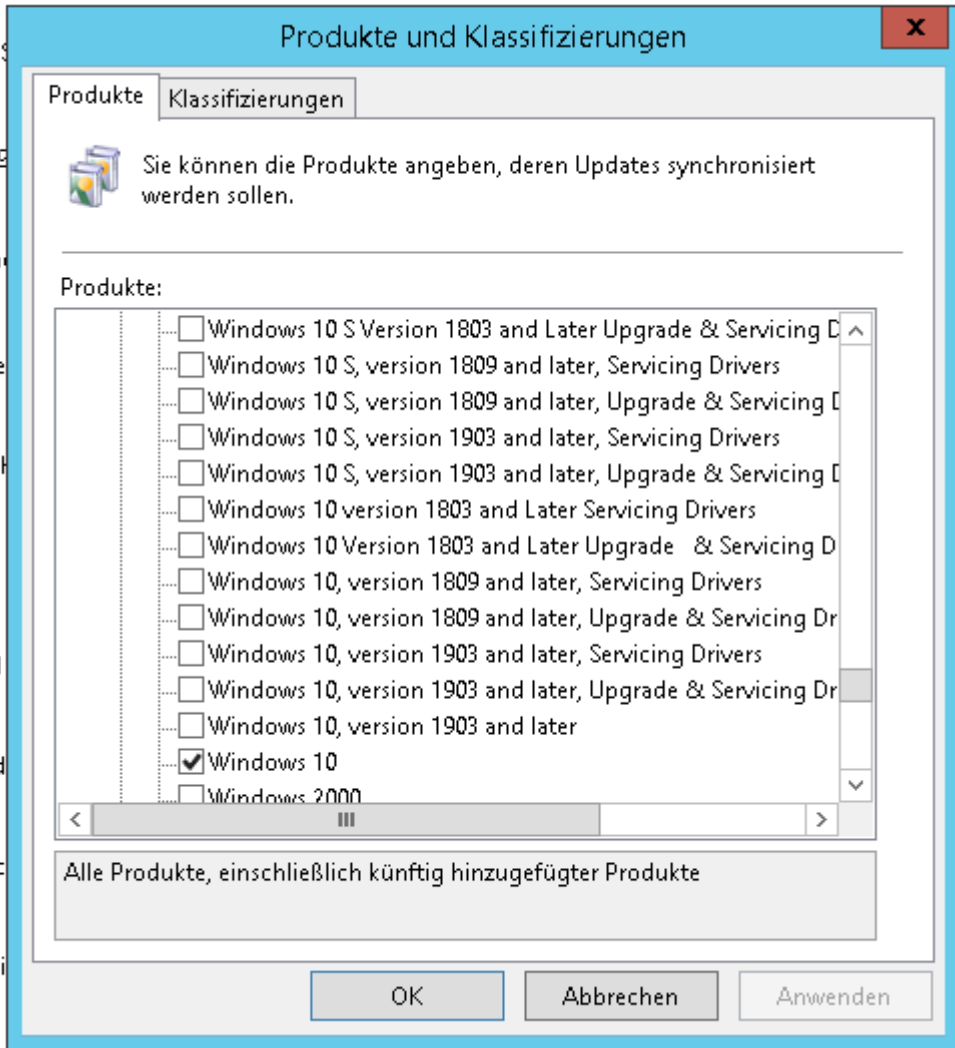 Produkte und Klassifizierungen
x
Produkte
Klassifizierungen
Sie können die Produkte angeben, deren Updates synchronisiert
werden sollen.
Produkte:
Windows 10 S Version 1803 and Later Upgrade & Servicing D
Windows 10 S, version 1809 and later, Servicing Drivers
Windows 10 S, version 1809 and later, Upgrade & Servicing D
Windows 10 S, version 1903 and later, Servicing Drivers
Windows 10 S, version 1903 and later, Upgrade & Servicing D
Windows 10 version 1803 and Later Servicing Drivers
Windows 10 Version 1803 and Later Upgrade   & Servicing D
Windows 10, version 1809 and later, Servicing Drivers
Windows 10, version 1809 and later, Upgrade & Servicing Dr
Windows 10, version 1903 and later, Servicing Drivers
Windows 10, version 1903 and later, Upgrade & Servicing Dr
Windows 10, version 1903 and later
Windows 10
Windows 2000
Alle Produkte, einschließlich künftig hinzugefügter Produkte
OK
Abbrechen
Anwenden